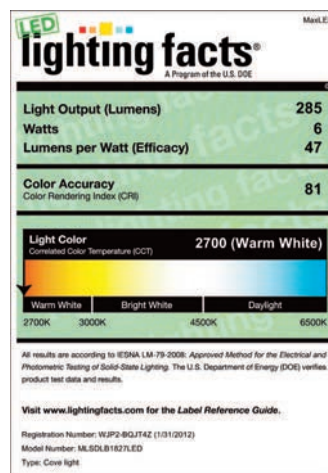 MaxLE
LED
lighting facts®
A Program of the U.S. DOE
Light Output (Lumens) 285
Watts 6
Lumens per Watt (Efficacy) 47
Color Accuracy 81
Color Rendering Index (CRI)
Light Color 2700 (Warm White)
Correlated Color Temperature (CCT)
Warm White Bright White Daylight
2700K 3000K 4500K 6500K
All results are according to IESNA LM-79-2008: Approved Method for the Electrical and
Photometric Testing of Solid-State Lighting. The U.S. Department of Energy (DOE) verifies
product test data and results.
Visit www.lightingfacts.com for the Label Reference Guide.
Registration Number: WJP2-BQJT4Z (1/31/2012)
Model Number: MLSDLB1827LED
Type: Cove light